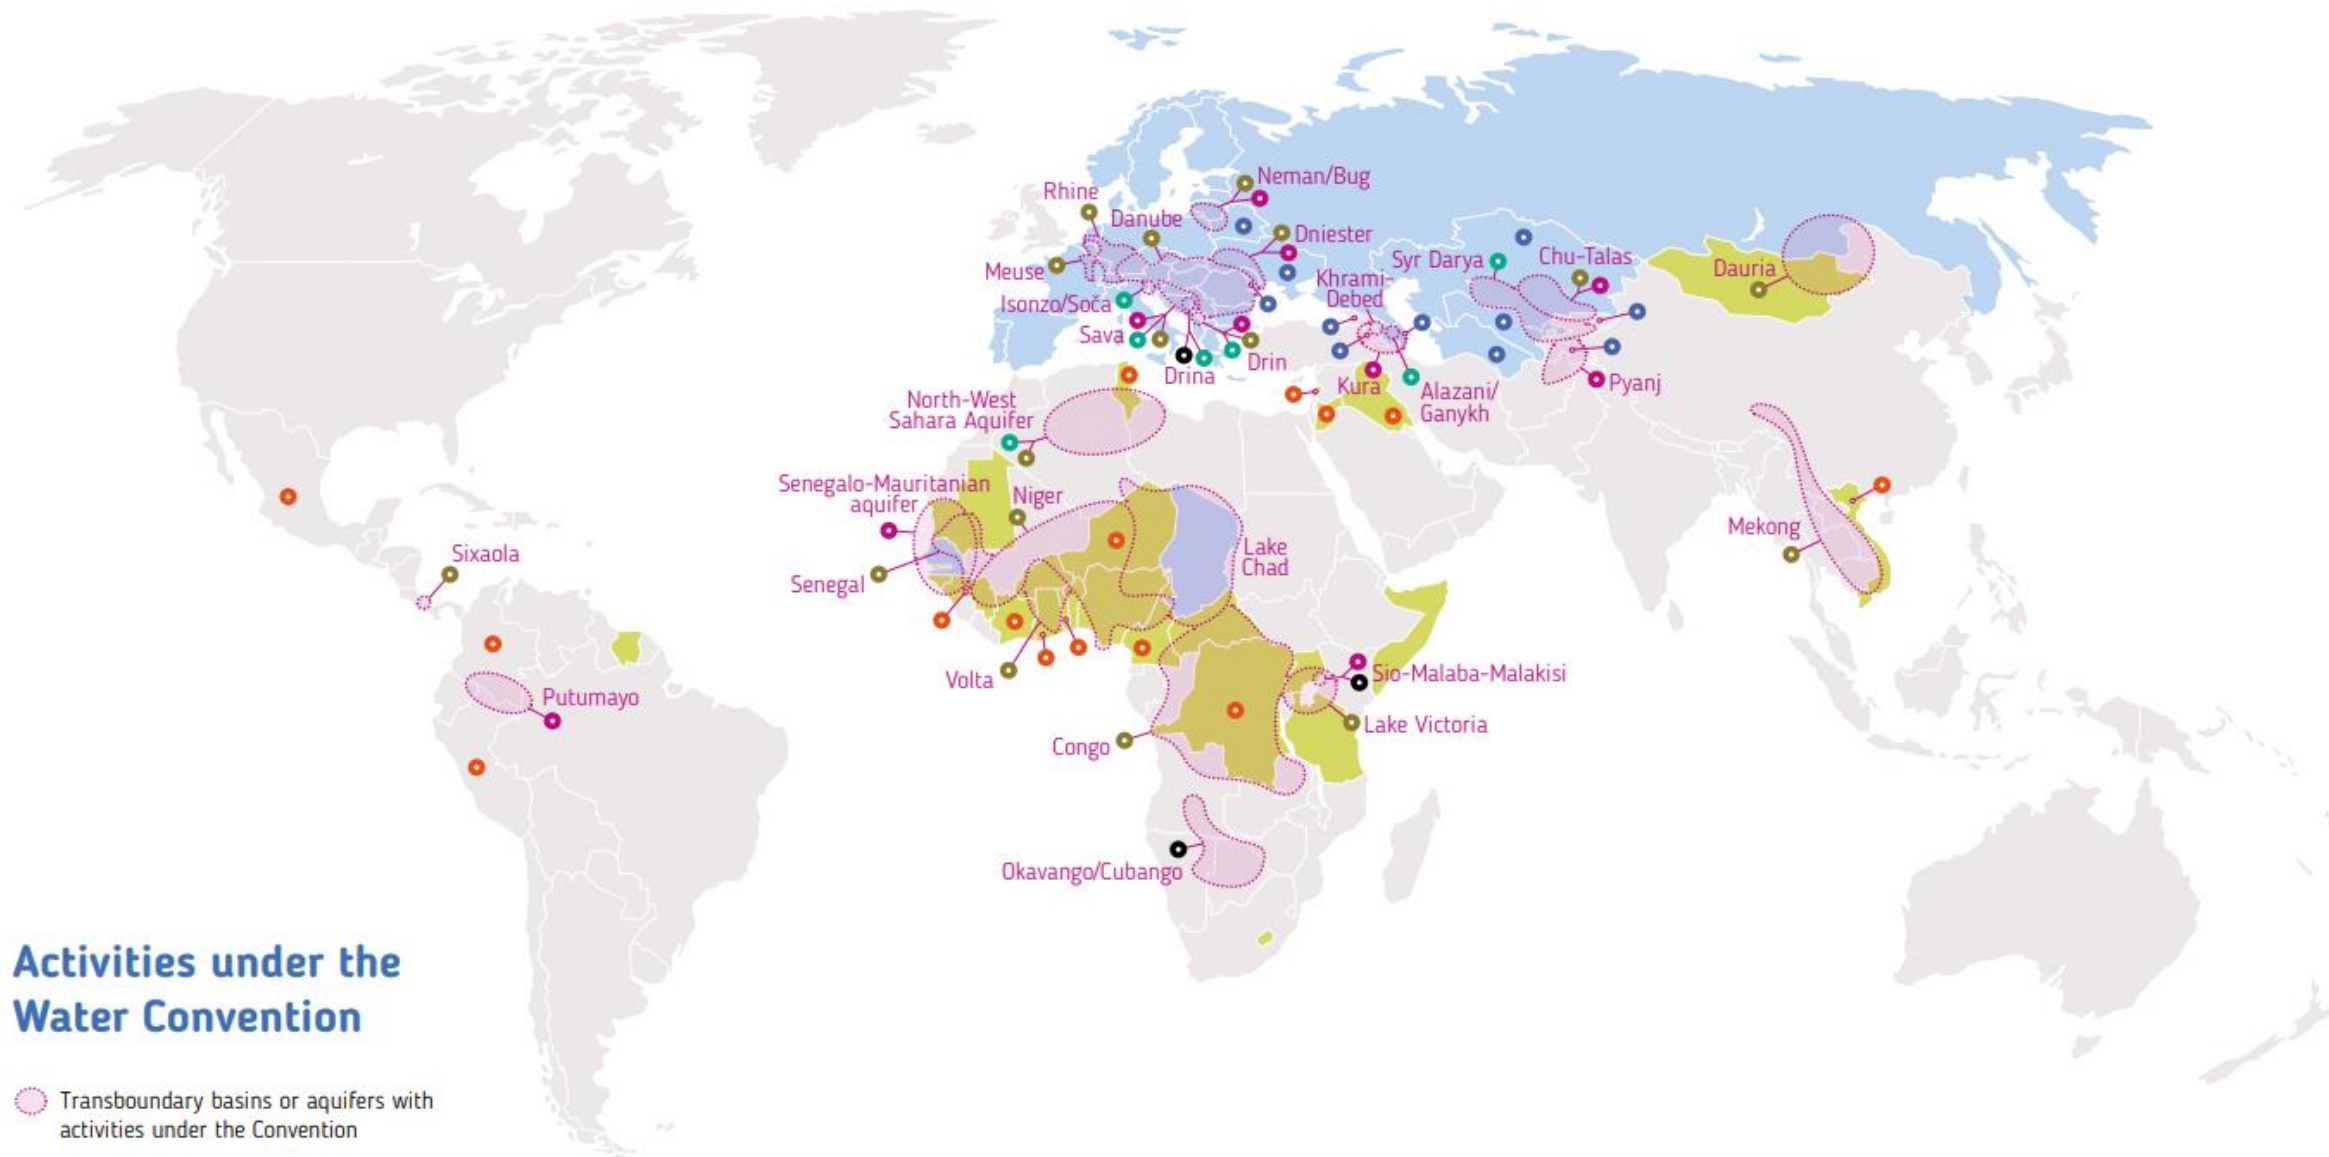 Neman/Bug
Rhine
Danube
Dniester
Meuse
Syr Darya
Chu-Talas
Dauria
Khrami-
Debed
Isonzo/Soča
Sava
Drina
Drin
Kura
Alazani/
Ganykh
Pyanj
North-West
Sahara Aquifer
Senegalo-Mauritanian
aquifer
Niger
Mekong
Sixaola
Lake
Chad
Senegal
Volta
Sio-Malaba-Malakisi
Putumayo
Lake Victoria
Congo
Okavango/Cubango
Activities under the
Water Convention
Transboundary basins or aquifers with
activities under the Convention